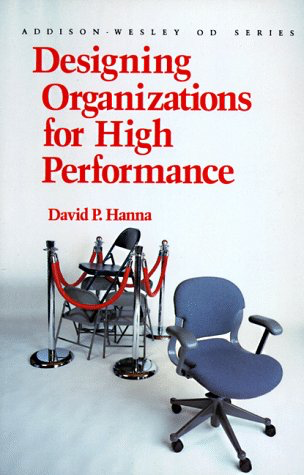 ADDISON-WESLEY OD SERIES
Designing
Organizations
for High
Performance
David P. Hanna